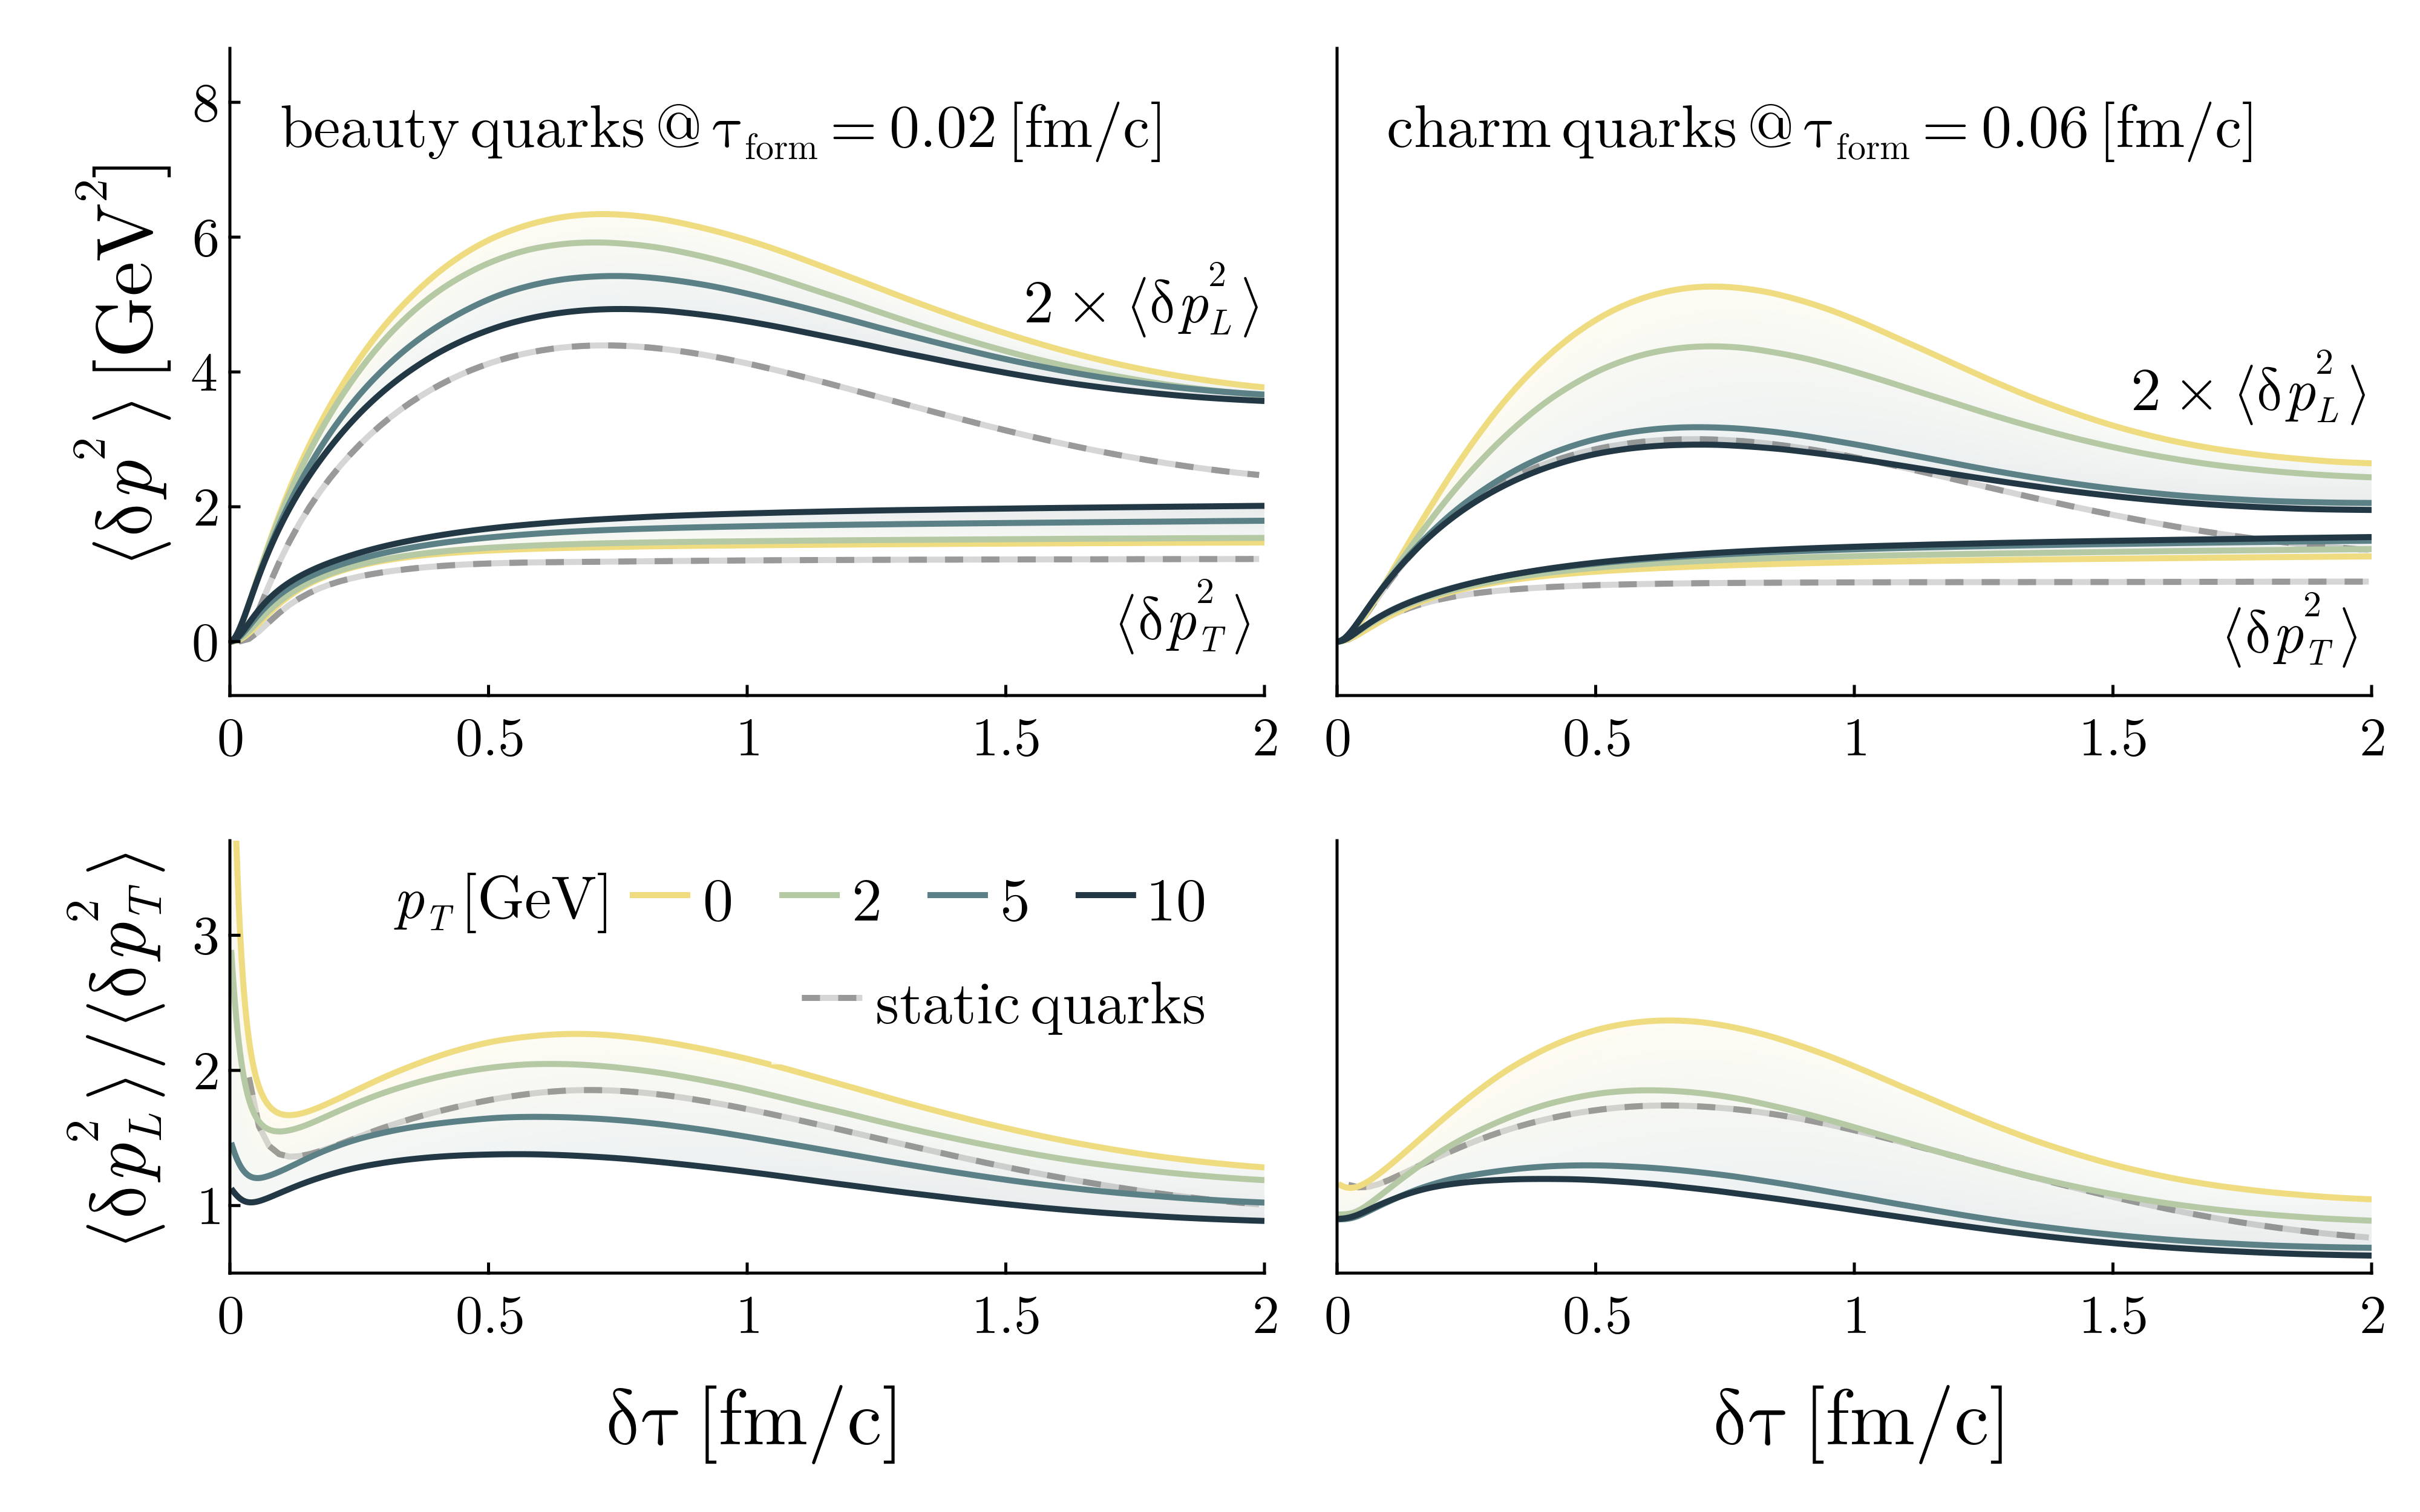 ⟨δp²⟩ [GeV²]
8
6
4
2
0
beauty quarks @ τ_form = 0.02 [fm/c]
2 × ⟨δp_L²⟩
⟨δp_T²⟩
0 0.5 1 1.5 2
charm quarks @ τ_form = 0.06 [fm/c]
2 × ⟨δp_L²⟩
⟨δp_T²⟩
0 0.5 1 1.5 2
⟨δp_L²⟩/⟨δp_T²⟩
3
2
1
p_T [GeV] 0 2 5 10
static quarks
0 0.5 1 1.5 2
δτ [fm/c]
0 0.5 1 1.5 2
δτ [fm/c]